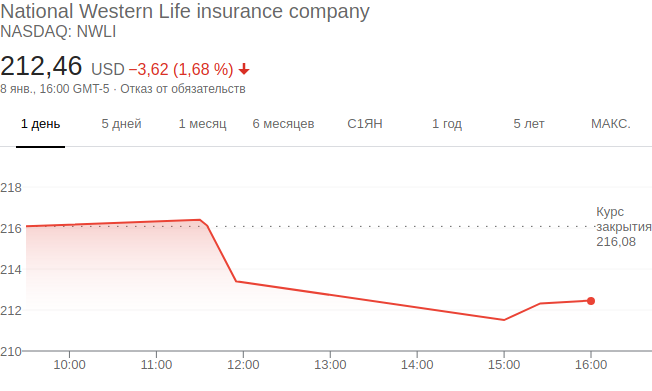 National Western Life insurance company
NASDAQ: NWLI
212,46 USD −3,62 (1,68 %)
8 янв., 16:00 GMT-5 · Отказ от обязательств
1 день 5 дней 1 месяц 6 месяцев С1ЯН 1 год 5 лет МАКС.
218
Курс
216 закрытия
216,08
214
212
210
10:00 11:00 12:00 13:00 14:00 15:00 16:00